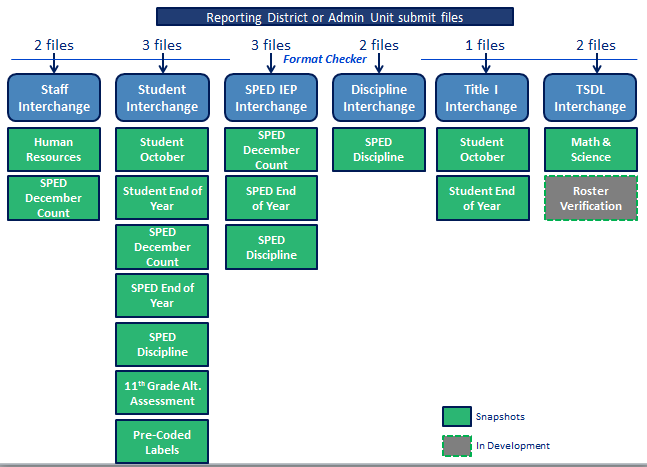 Reporting District or Admin Unit submit files
2 files
3 files
3 files
2 files
1 files
2 files
Format Checker
Staff
Interchange
Student
Interchange
SPED IEP
Interchange
Discipline
Interchange
Title I
Interchange
TSDL
Interchange
Human
Resources
SPED
December
Count
Student
October
Student End of
Year
SPED
December
Count
SPED End of
Year
SPED
Discipline
11th Grade Alt.
Assessment
Pre-Coded
Labels
SPED
December
Count
SPED End
of Year
SPED
Discipline
SPED
Discipline
Student
October
Student End
of Year
Math &
Science
Roster
Verification
Snapshots
In Development